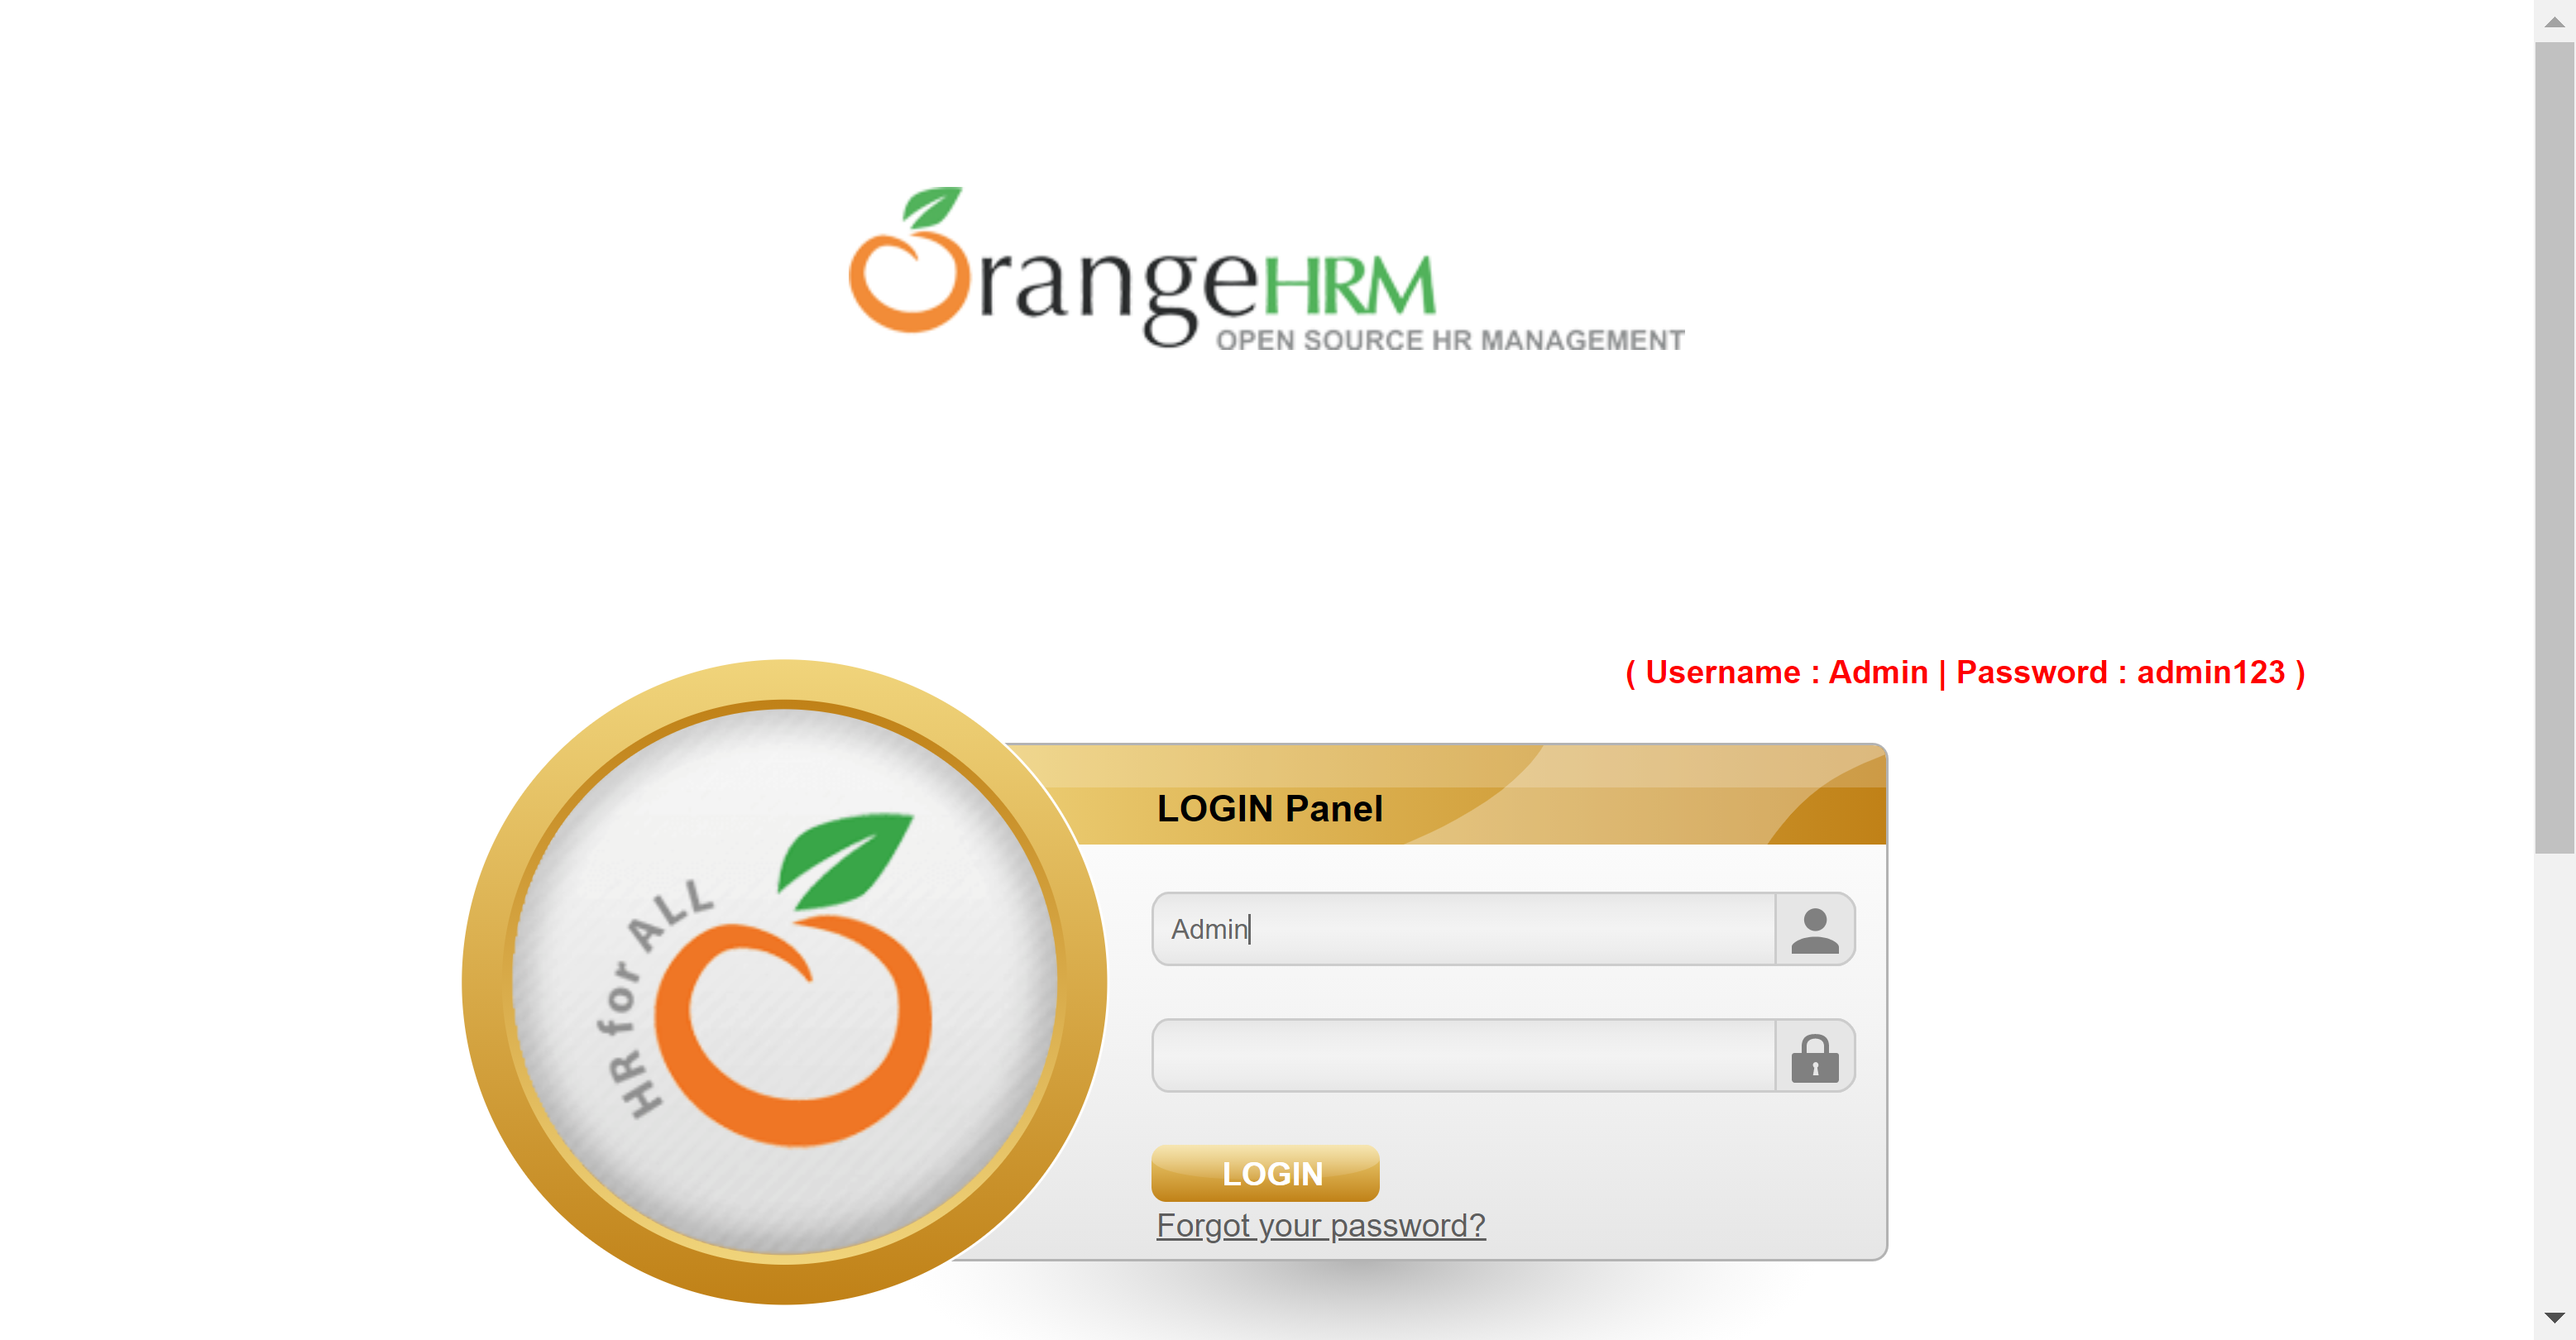 OrangeHRM
OPEN SOURCE HR MANAGEMENT
( Username : Admin | Password : admin123 )
HR for ALL
LOGIN Panel
Admin
LOGIN
Forgot your password?